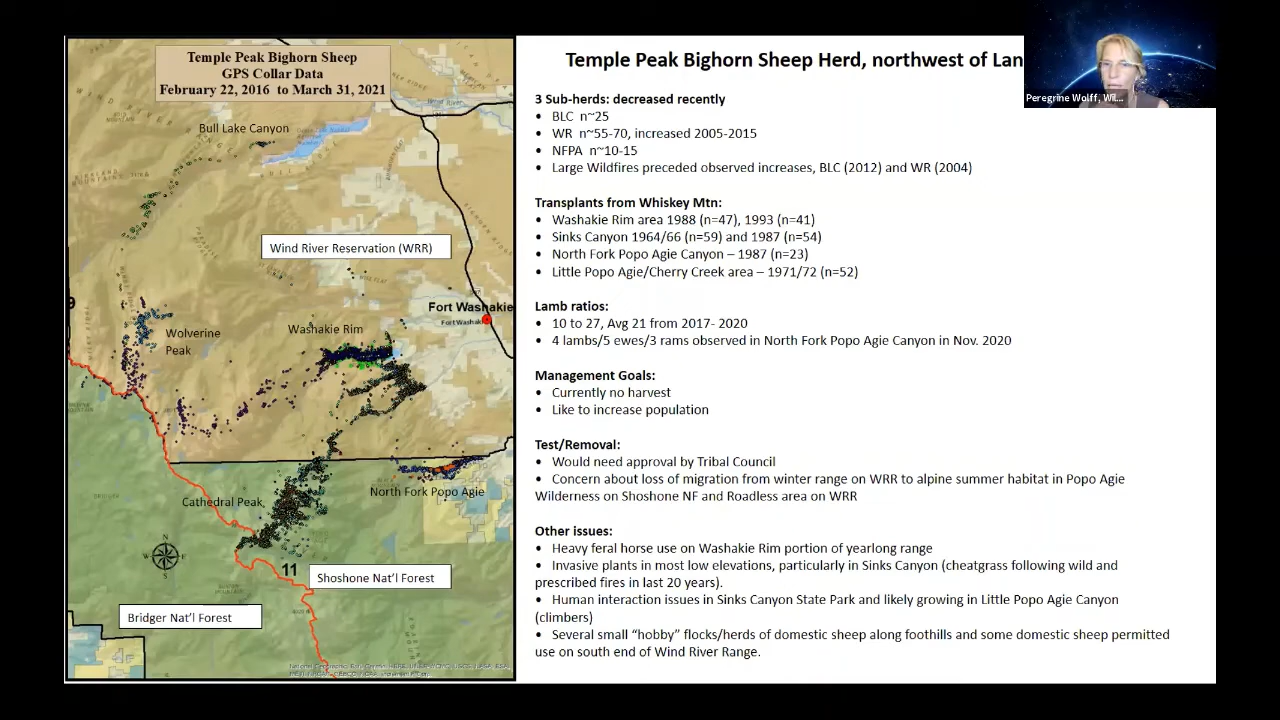 Temple Peak Bighorn Sheep
GPS Collar Data
February 22, 2016 to March 31, 2021
Bull Lake Canyon
Wind River Reservation (WRR)
Fort Washakie
Wolverine
Peak
Washakie Rim
Cathedral Peak
North Fork Popo Agie
11
Shoshone Nat'l Forest
Bridger Nat'l Forest
Temple Peak Bighorn Sheep Herd, northwest of Lan
Peregrine Wolff, Wil...
3 Sub-herds: decreased recently
• BLC n~25
• WR n~55-70, increased 2005-2015
• NFPA n~10-15
• Large Wildfires preceded observed increases, BLC (2012) and WR (2004)
Transplants from Whiskey Mtn:
• Washakie Rim area 1988 (n=47), 1993 (n=41)
• Sinks Canyon 1964/66 (n=59) and 1987 (n=54)
• North Fork Popo Agie Canyon – 1987 (n=23)
• Little Popo Agie/Cherry Creek area – 1971/72 (n=52)
Lamb ratios:
• 10 to 27, Avg 21 from 2017- 2020
• 4 lambs/5 ewes/3 rams observed in North Fork Popo Agie Canyon in Nov. 2020
Management Goals:
• Currently no harvest
• Like to increase population
Test/Removal:
• Would need approval by Tribal Council
• Concern about loss of migration from winter range on WRR to alpine summer habitat in Popo Agie
Wilderness on Shoshone NF and Roadless area on WRR
Other issues:
• Heavy feral horse use on Washakie Rim portion of yearlong range
• Invasive plants in most low elevations, particularly in Sinks Canyon (cheatgrass following wild and
prescribed fires in last 20 years).
• Human interaction issues in Sinks Canyon State Park and likely growing in Little Popo Agie Canyon
(climbers)
• Several small "hobby" flocks/herds of domestic sheep along foothills and some domestic sheep permitted
use on south end of Wind River Range.